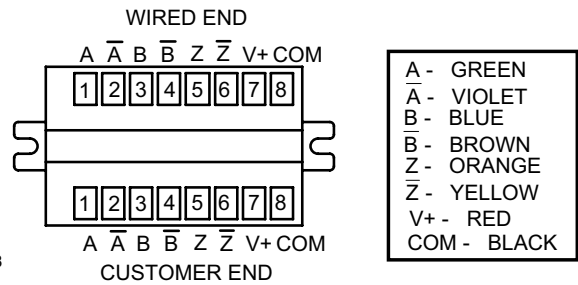 WIRED END
A A̅ B B̅ Z Z̅ V+ COM
1 2 3 4 5 6 7 8
1 2 3 4 5 6 7 8
A A̅ B B̅ Z Z̅ V+ COM
CUSTOMER END
A - GREEN
A̅ - VIOLET
B - BLUE
B̅ - BROWN
Z - ORANGE
Z̅ - YELLOW
V+ - RED
COM - BLACK